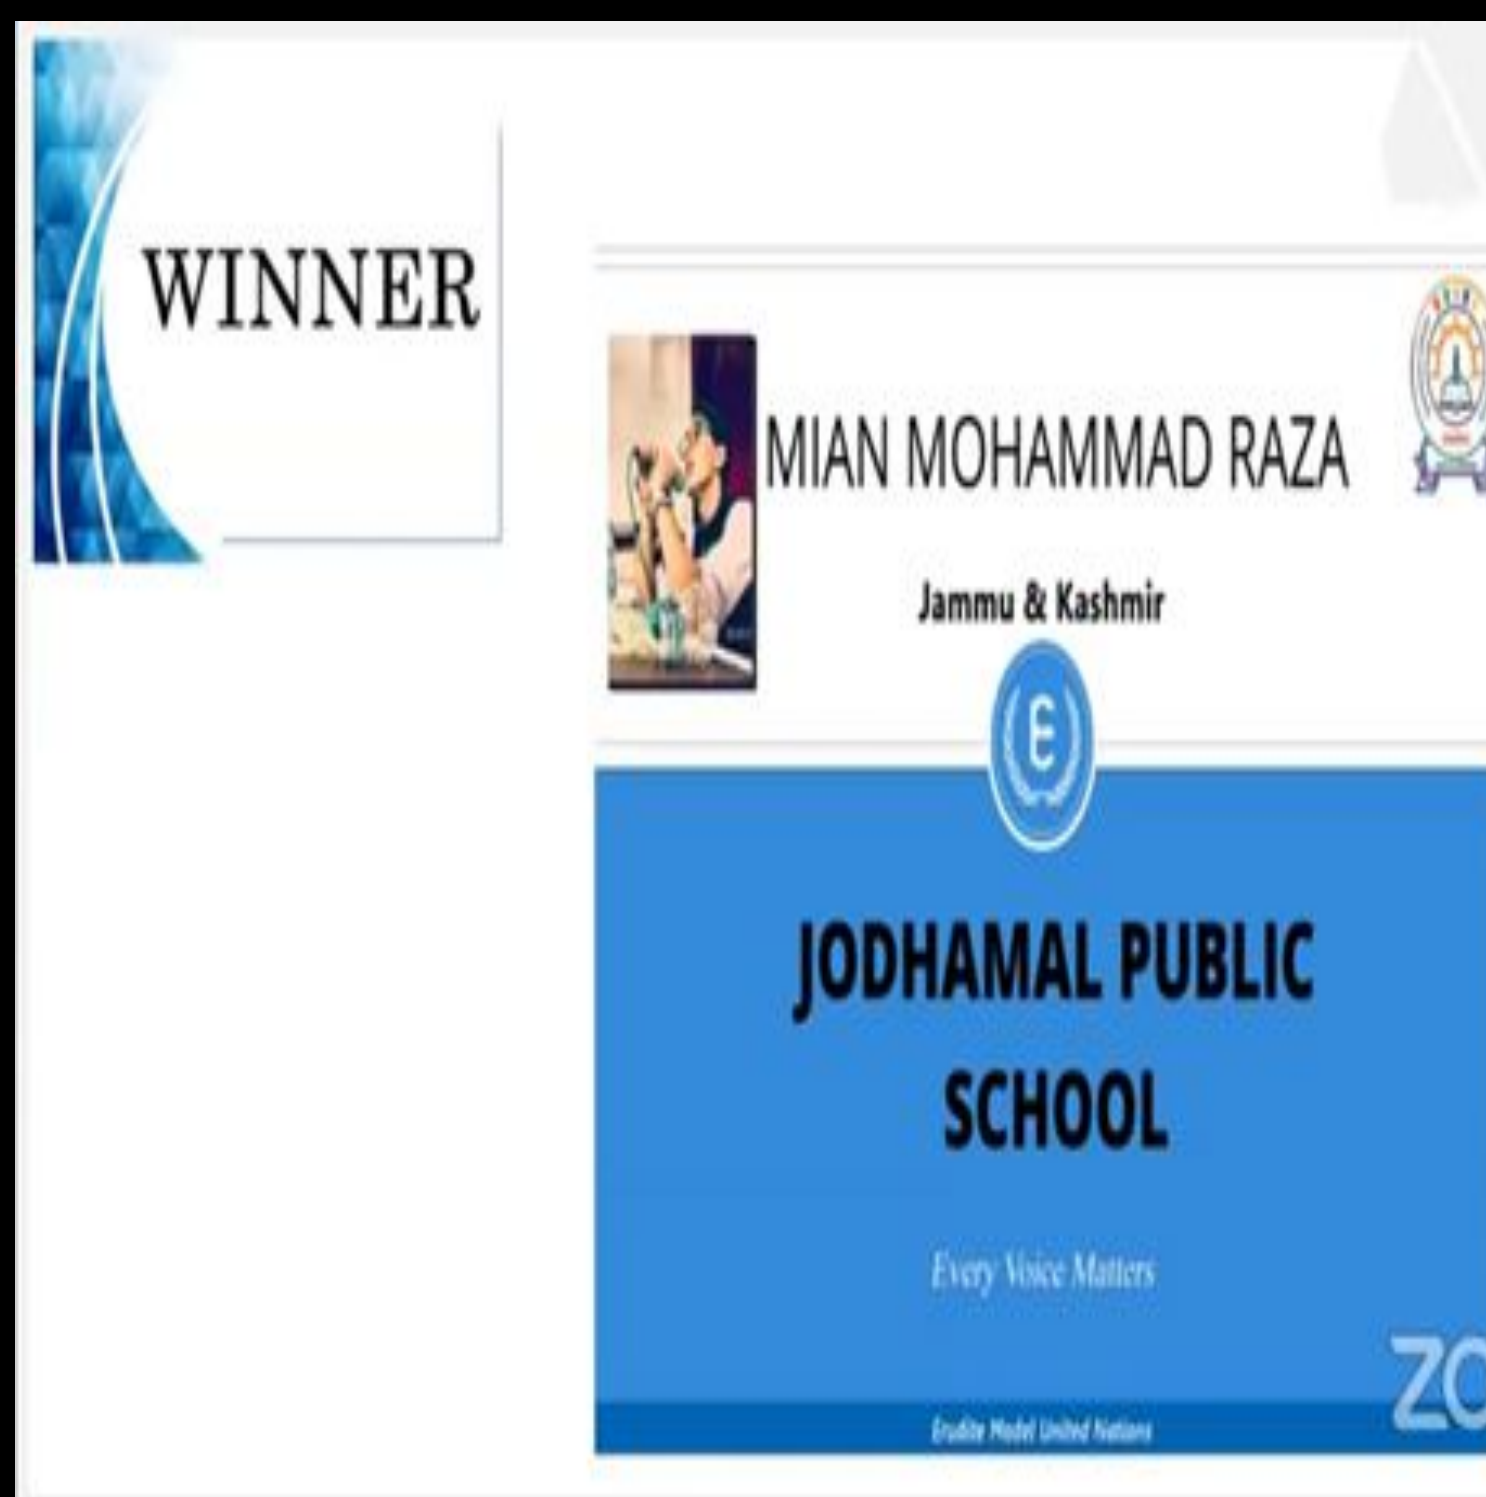 WINNER
MIAN MOHAMMAD RAZA
Jammu & Kashmir
E
JODHAMAL PUBLIC
SCHOOL
Every Voice Matters
Erudite Model United Nations